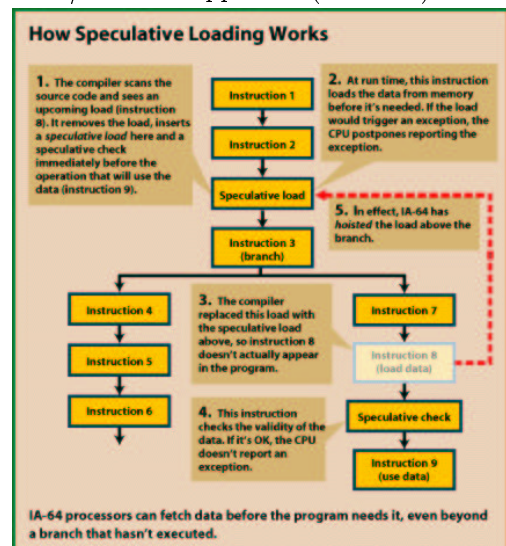 How Speculative Loading Works
1. The compiler scans the
source code and sees an
upcoming load (instruction
8). It removes the load, inserts
a speculative load here and a
speculative check
immediately before the
operation that will use the
data (instruction 9).
Instruction 1
Instruction 2
Speculative load
Instruction 3
(branch)
2. At run time, this instruction
loads the data from memory
before it's needed. If the load
would trigger an exception, the
CPU postpones reporting the
exception.
5. In effect, IA-64 has
hoisted the load above the
branch.
Instruction 4
Instruction 5
Instruction 6
3. The compiler
replaced this load with
the speculative load
above, so instruction 8
doesn't actually appear
in the program.
Instruction 7
Instruction 8
(load data)
4. This instruction
checks the validity of the
data. If it's OK, the CPU
doesn't report an
exception.
Speculative check
Instruction 9
(use data)
IA-64 processors can fetch data before the program needs it, even beyond
a branch that hasn't executed.